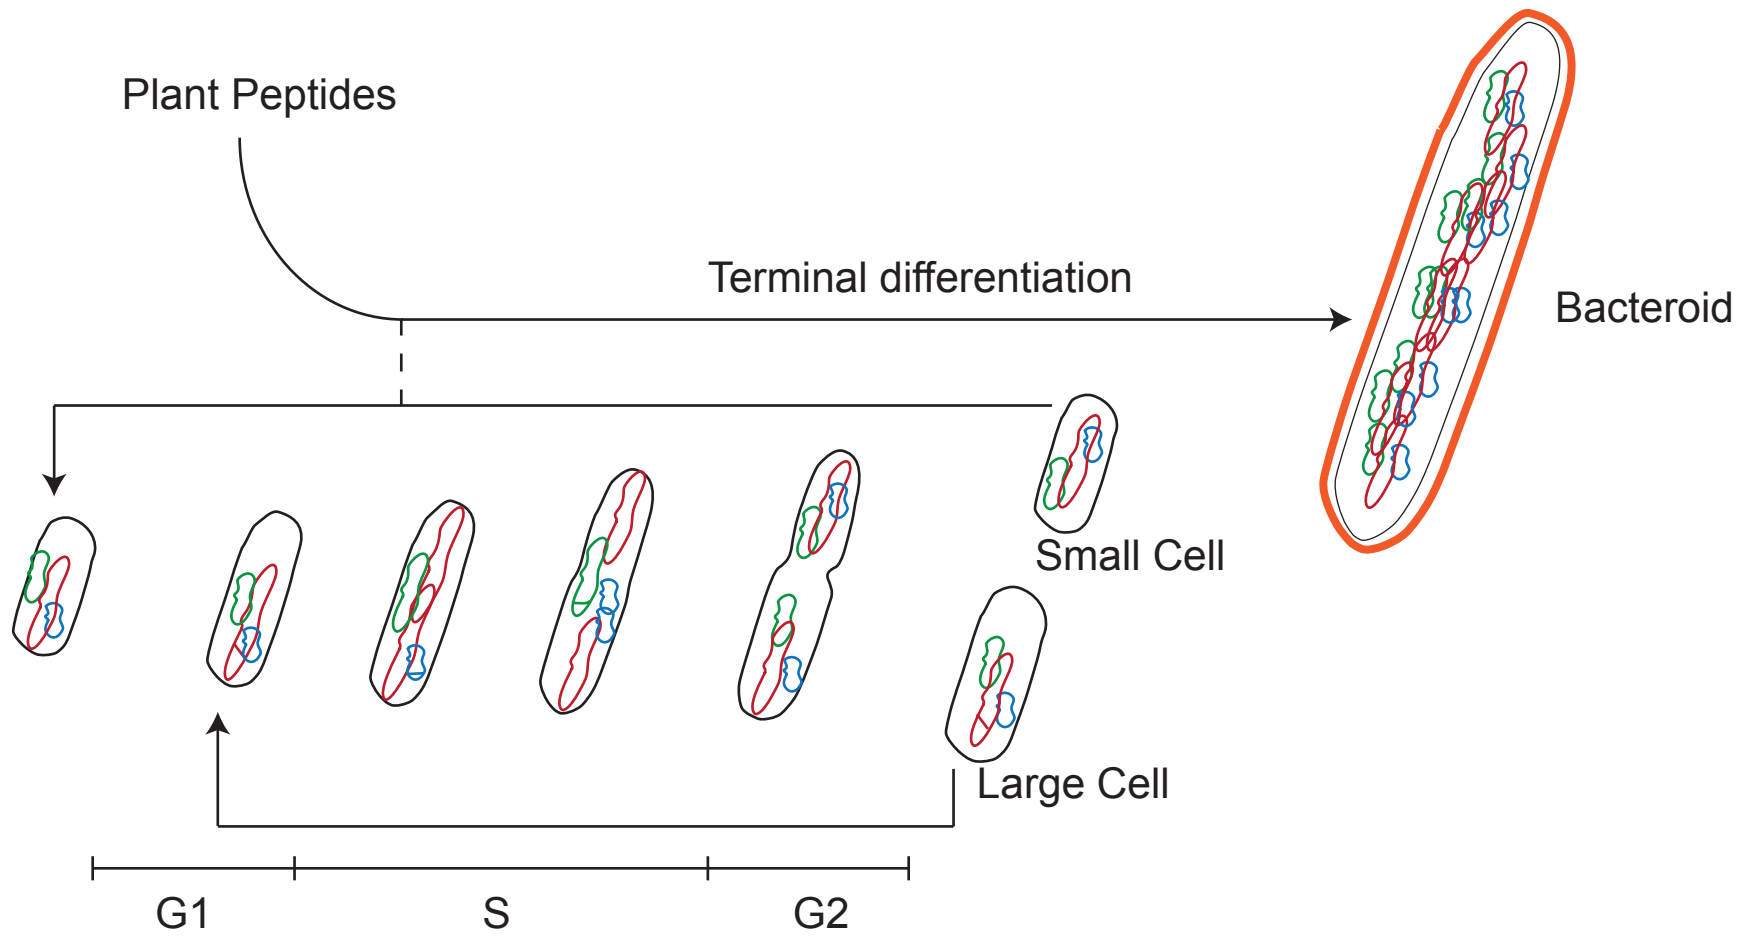 Plant Peptides
Terminal differentiation
Bacteroid
Small Cell
Large Cell
G1
S
G2